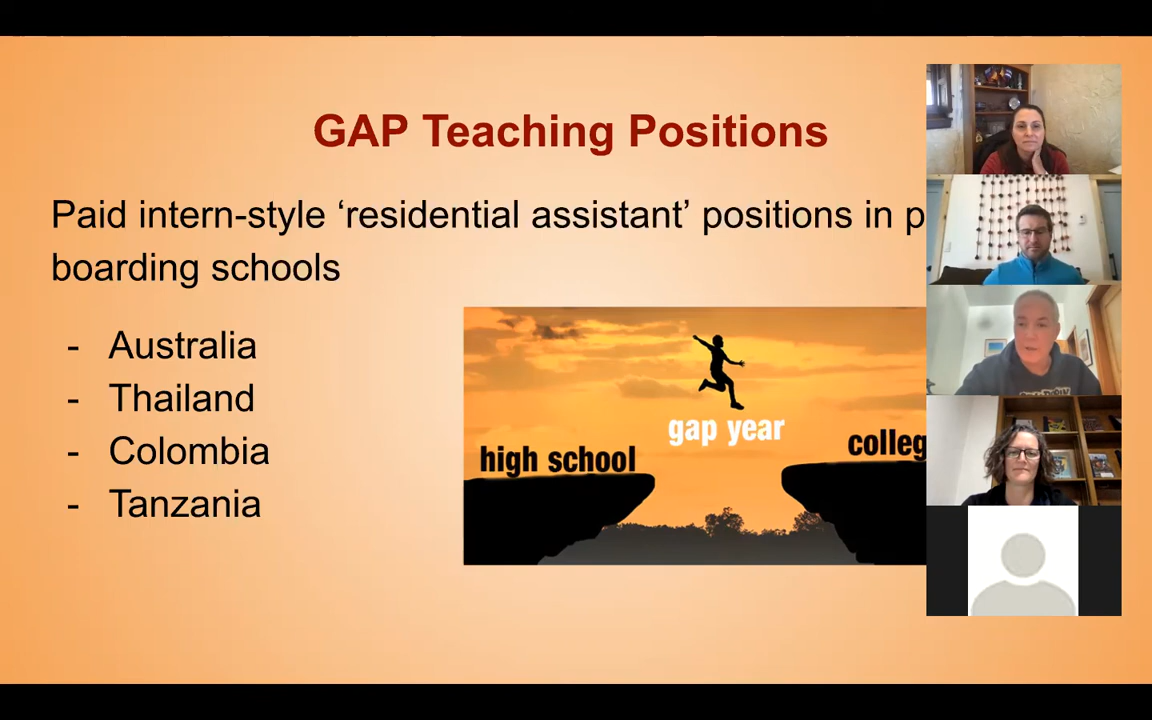 GAP Teaching Positions
Paid intern-style ‘residential assistant’ positions in p
boarding schools
- Australia
- Thailand
- Colombia
- Tanzania
gap year
high school
colleg